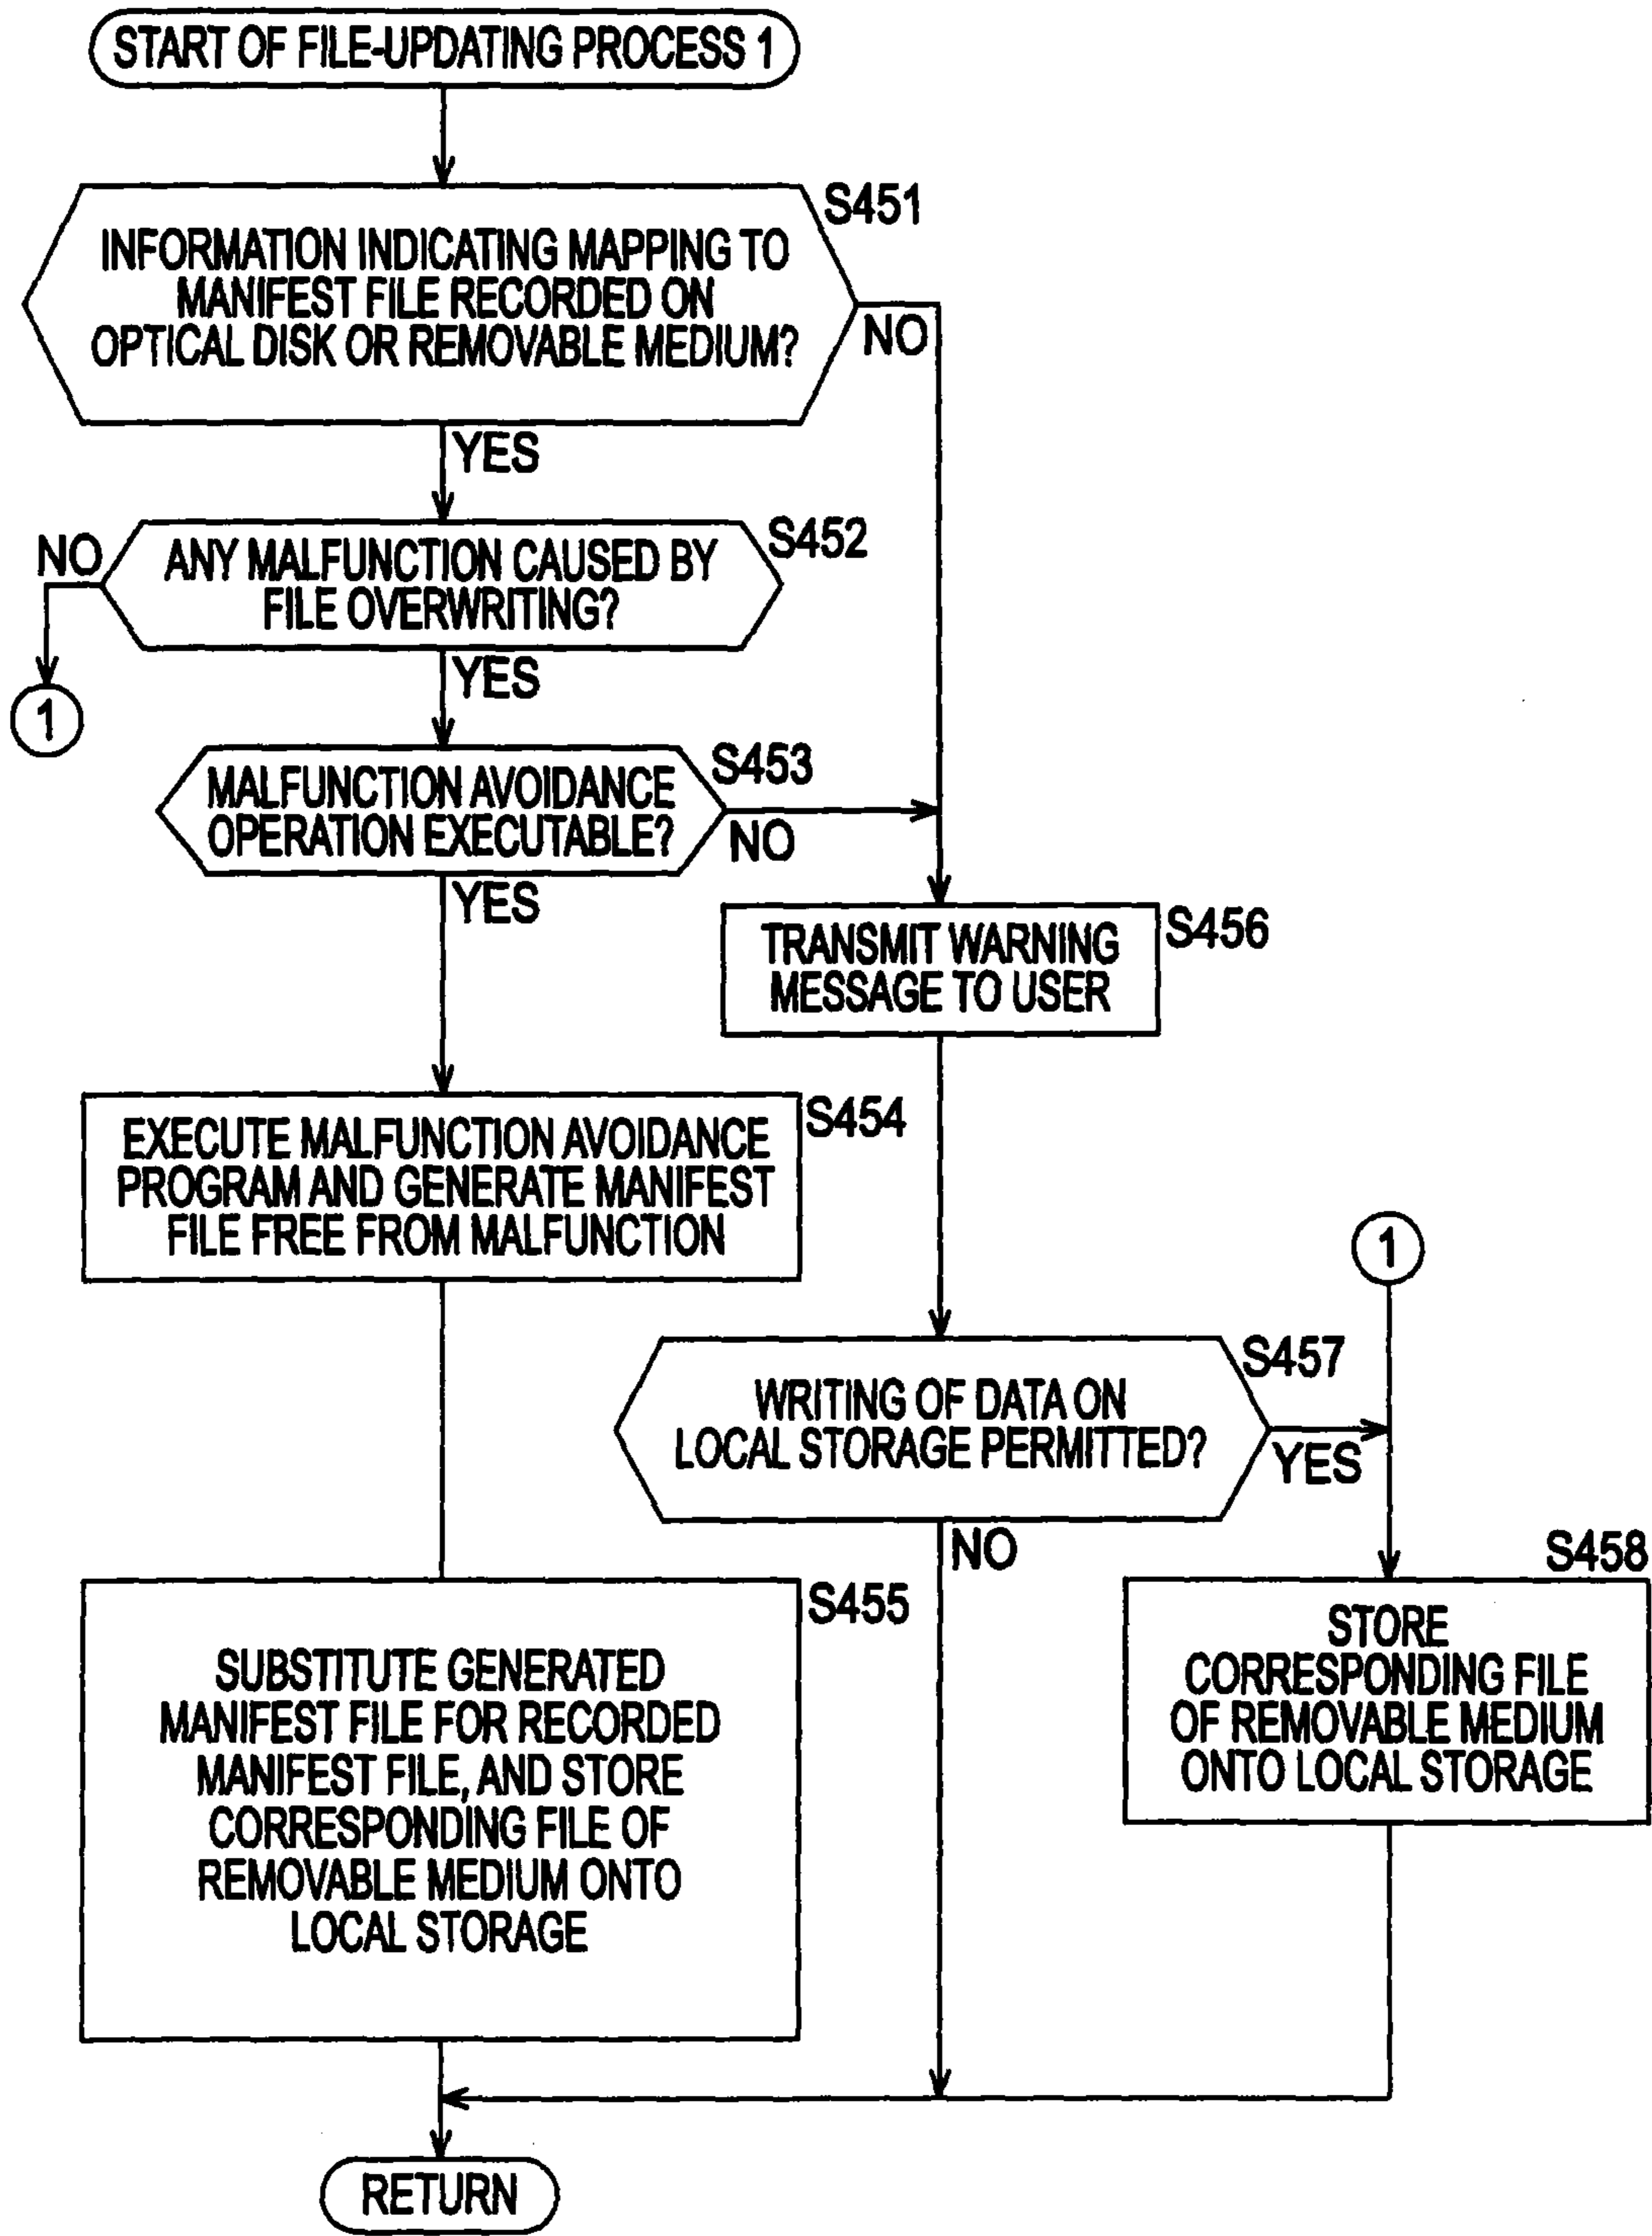 START OF FILE-UPDATING PROCESS 1
S451
INFORMATION INDICATING MAPPING TO
MANIFEST FILE RECORDED ON
OPTICAL DISK OR REMOVABLE MEDIUM?
NO
YES
S452
NO
ANY MALFUNCTION CAUSED BY
FILE OVERWRITING?
YES
1
S453
MALFUNCTION AVOIDANCE
OPERATION EXECUTABLE?
NO
YES
S456
TRANSMIT WARNING
MESSAGE TO USER
S454
EXECUTE MALFUNCTION AVOIDANCE
PROGRAM AND GENERATE MANIFEST
FILE FREE FROM MALFUNCTION
1
S457
WRITING OF DATA ON
LOCAL STORAGE PERMITTED?
YES
NO
S455
SUBSTITUTE GENERATED
MANIFEST FILE FOR RECORDED
MANIFEST FILE, AND STORE
CORRESPONDING FILE OF
REMOVABLE MEDIUM ONTO
LOCAL STORAGE
S458
STORE
CORRESPONDING FILE
OF REMOVABLE MEDIUM
ONTO LOCAL STORAGE
RETURN